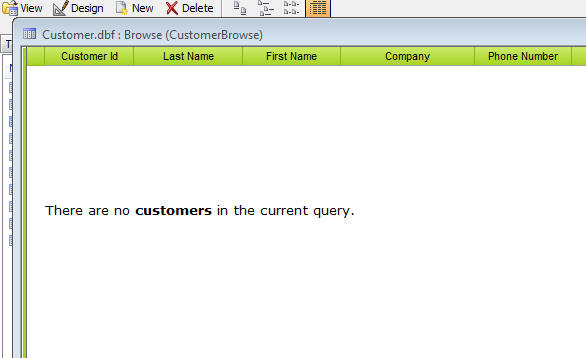 View Design New Delete
Customer.dbf : Browse (CustomerBrowse)
Customer Id Last Name First Name Company Phone Number
There are no customers in the current query.